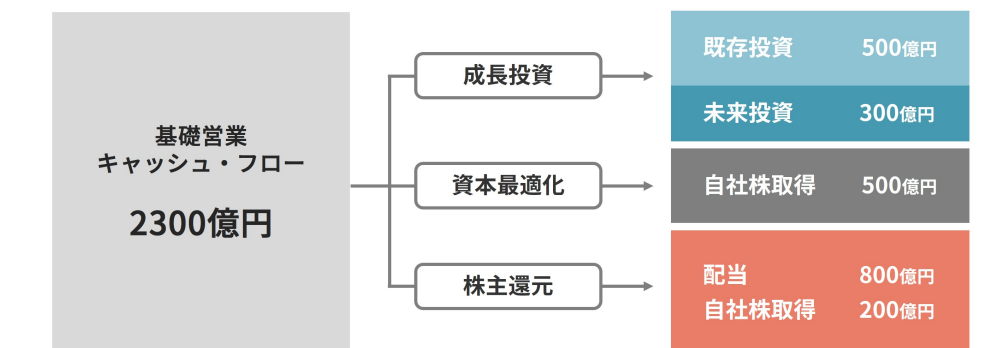 基礎営業
キャッシュ・フロー
2300億円
成長投資
既存投資 500億円
未来投資 300億円
資本最適化
自社株取得 500億円
株主還元
配当 800億円
自社株取得 200億円